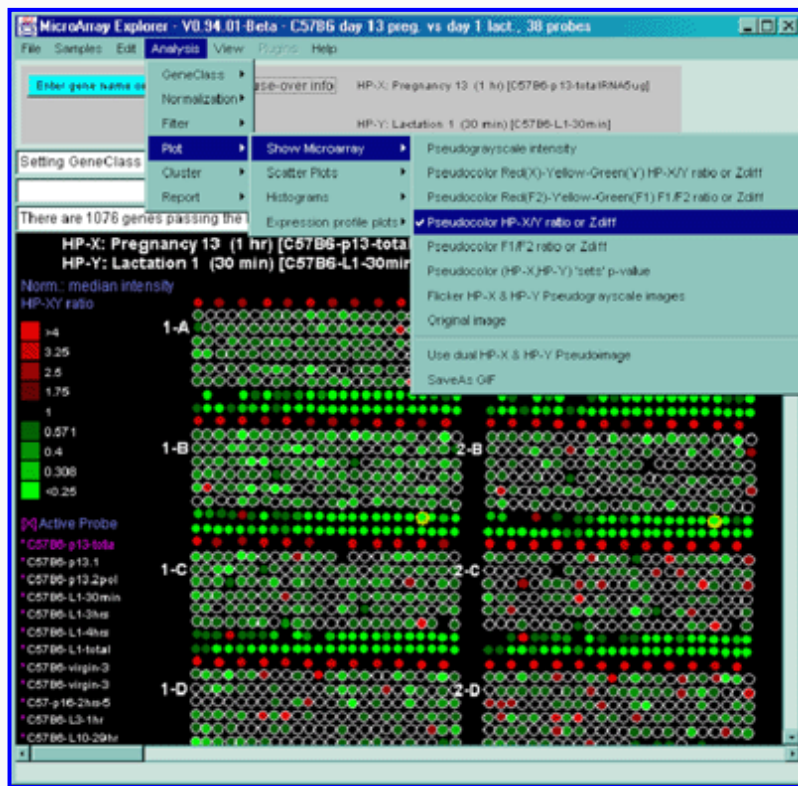 MicroArray Explorer - V0.94.01-Beta - C57B6 day 13 preg. vs day 1 lact., 38 probes
File Samples Edit Analysis View Plugins Help
Enter gene name or
use-over info
HP-X: Pregnancy 13 (1 hr) [C57B6-p13-totalRNA5ug]
HP-Y: Lactation 1 (30 min) [C57B6-L1-30min]
GeneClass
Normalization
Filter
Plot
Cluster
Report
Show Microarray
Scatter Plots
Histograms
Expression profile plots
Pseudograyscale intensity
Pseudocolor Red(X)-Yellow-Green(Y) HP-X/Y ratio or Zdiff
Pseudocolor Red(F2)-Yellow-Green(F1) F1/F2 ratio or Zdiff
✓Pseudocolor HP-X/Y ratio or Zdiff
Pseudocolor F1/F2 ratio or Zdiff
Pseudocolor (HP-X,HP-Y) 'sets' p-value
Flicker HP-X & HP-Y Pseudograyscale images
Original image
Use dual HP-X & HP-Y Pseudoimage
SaveAs GIF
Setting GeneClass
There are 1076 genes passing the
HP-X: Pregnancy 13 (1 hr) [C57B6-p13-total
HP-Y: Lactation 1 (30 min) [C57B6-L1-30min
Norm.: median intensity
HP-XY ratio
>4
3.25
2.5
1.75
1
0.571
0.4
0.308
<0.25
1-A
1-B
2-B
1-C
2-C
1-D
2-D
[X] Active Probe
*C57B6-p13-tota
*C57B6-p13.1
*C57B6-p13.2pol
*C57B6-L1-30min
*C57B6-L1-3hrs
*C57B6-L1-4hrs
*C57B6-L1-total
*C57B6-virgin-3
*C57B6-virgin-3
*C57-p16-2hrs-5
*C57B6-L3-1hr
*C57B6-L10-29hr